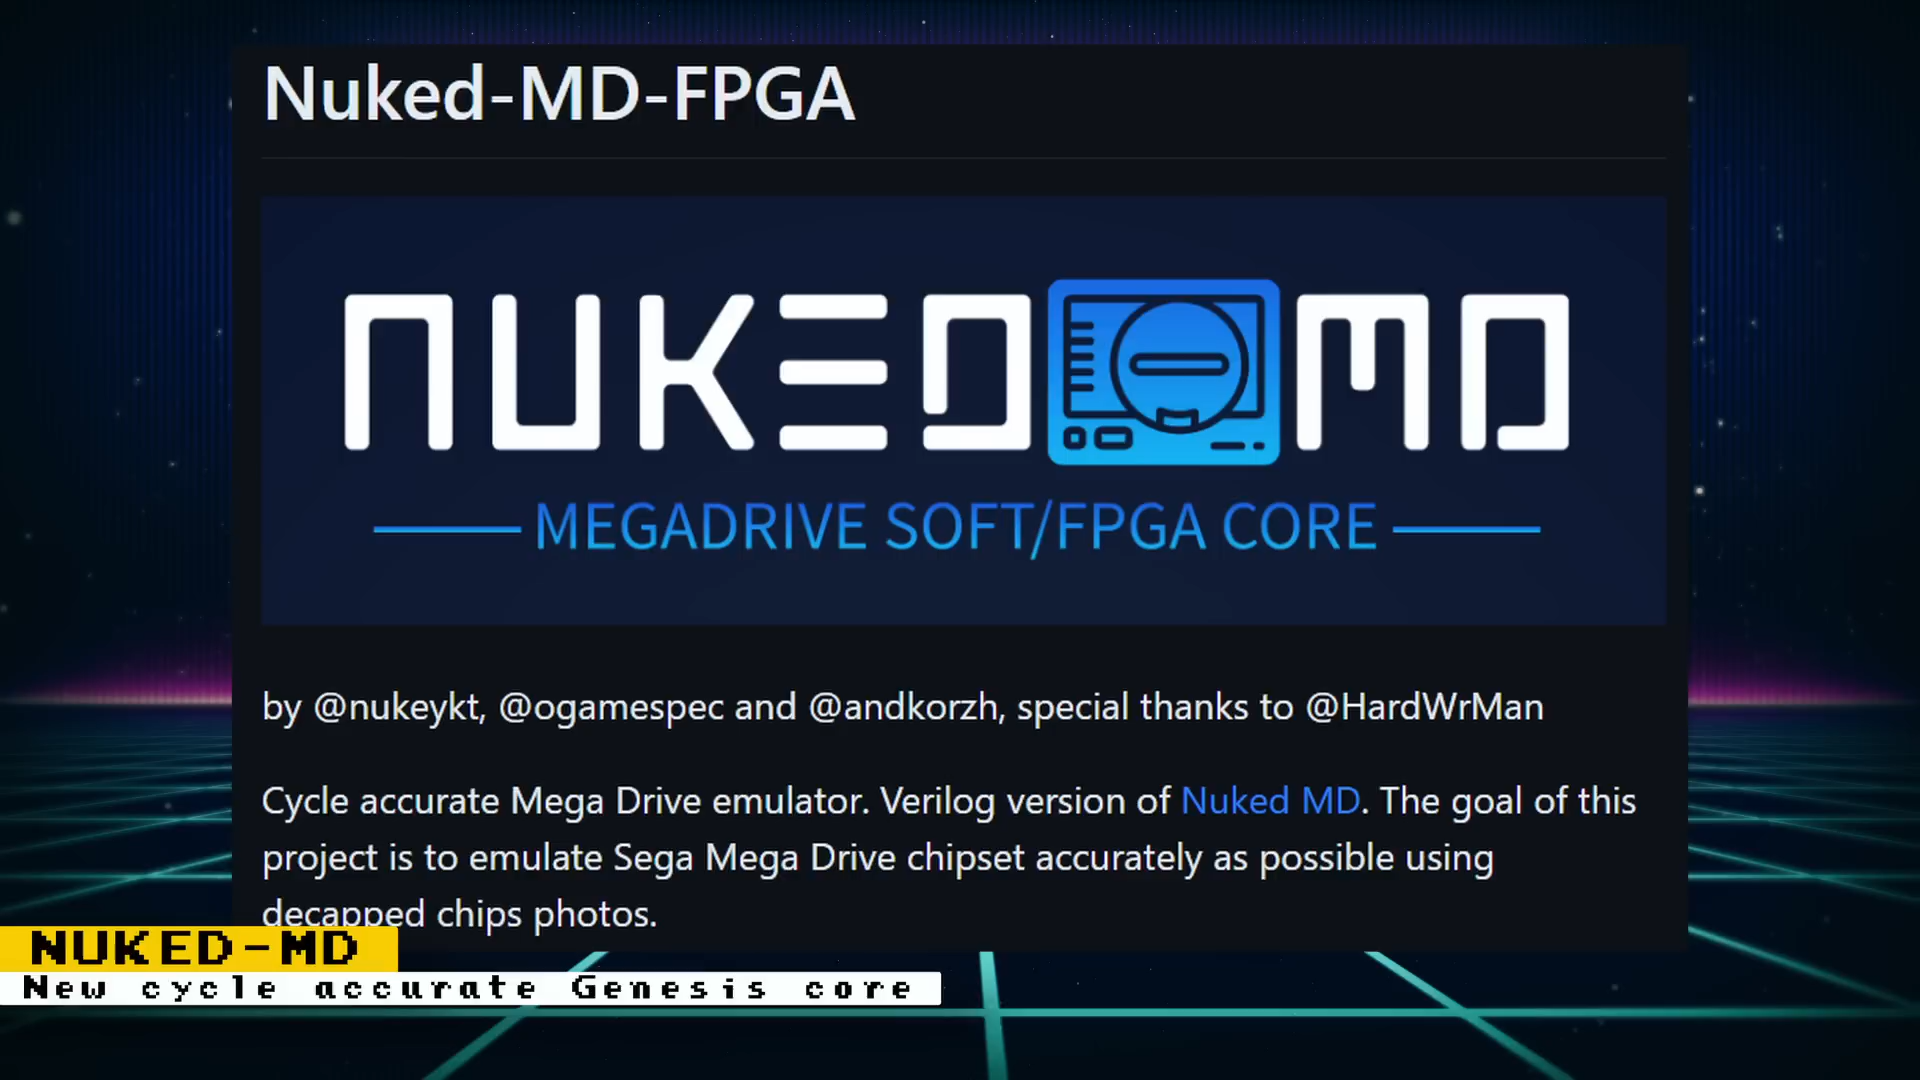 Nuked-MD-FPGA
NUKED MD
MEGADRIVE SOFT/FPGA CORE
by @nukeykt, @ogamespec and @andkorzh, special thanks to @HardWrMan
Cycle accurate Mega Drive emulator. Verilog version of Nuked MD. The goal of this
project is to emulate Sega Mega Drive chipset accurately as possible using
decapped chips photos.
NUKED-MD
New cycle accurate Genesis core